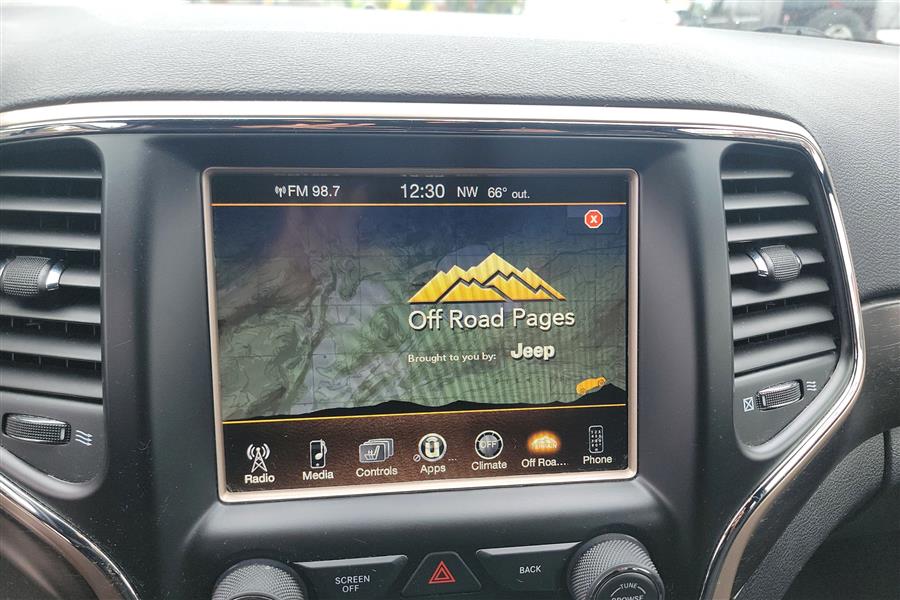 FM 98.7 12:30 NW 66° out.
X
Off Road Pages
Brought to you by: Jeep
Radio Media Controls Apps Climate Off Roa... Phone
OFF
SCREEN OFF
BACK
TUNE
BROWSE